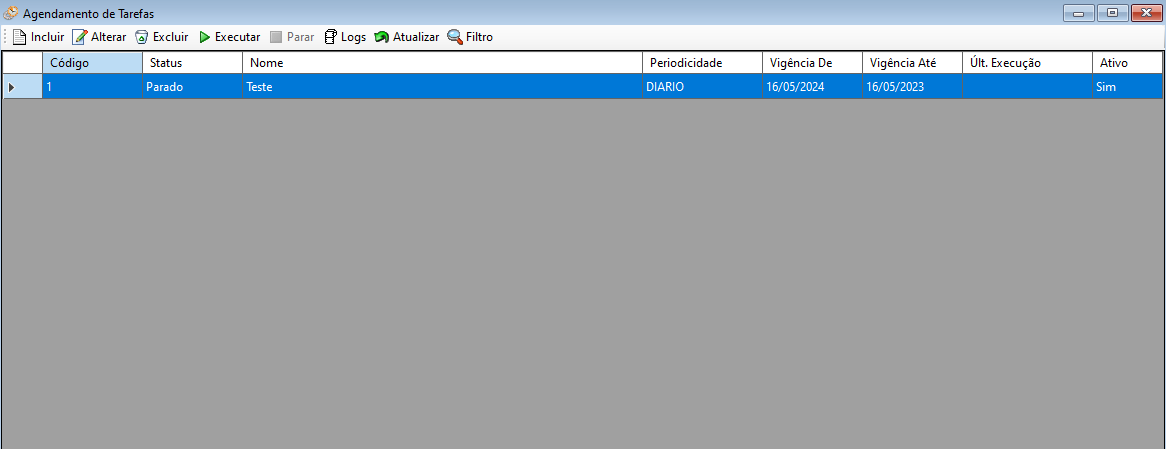 Agendamento de Tarefas
Incluir Alterar Excluir Executar Parar Logs Atualizar Filtro
Código Status Nome Periodicidade Vigência De Vigência Até Últ. Execução Ativo
1 Parado Teste DIARIO 16/05/2024 16/05/2023 Sim